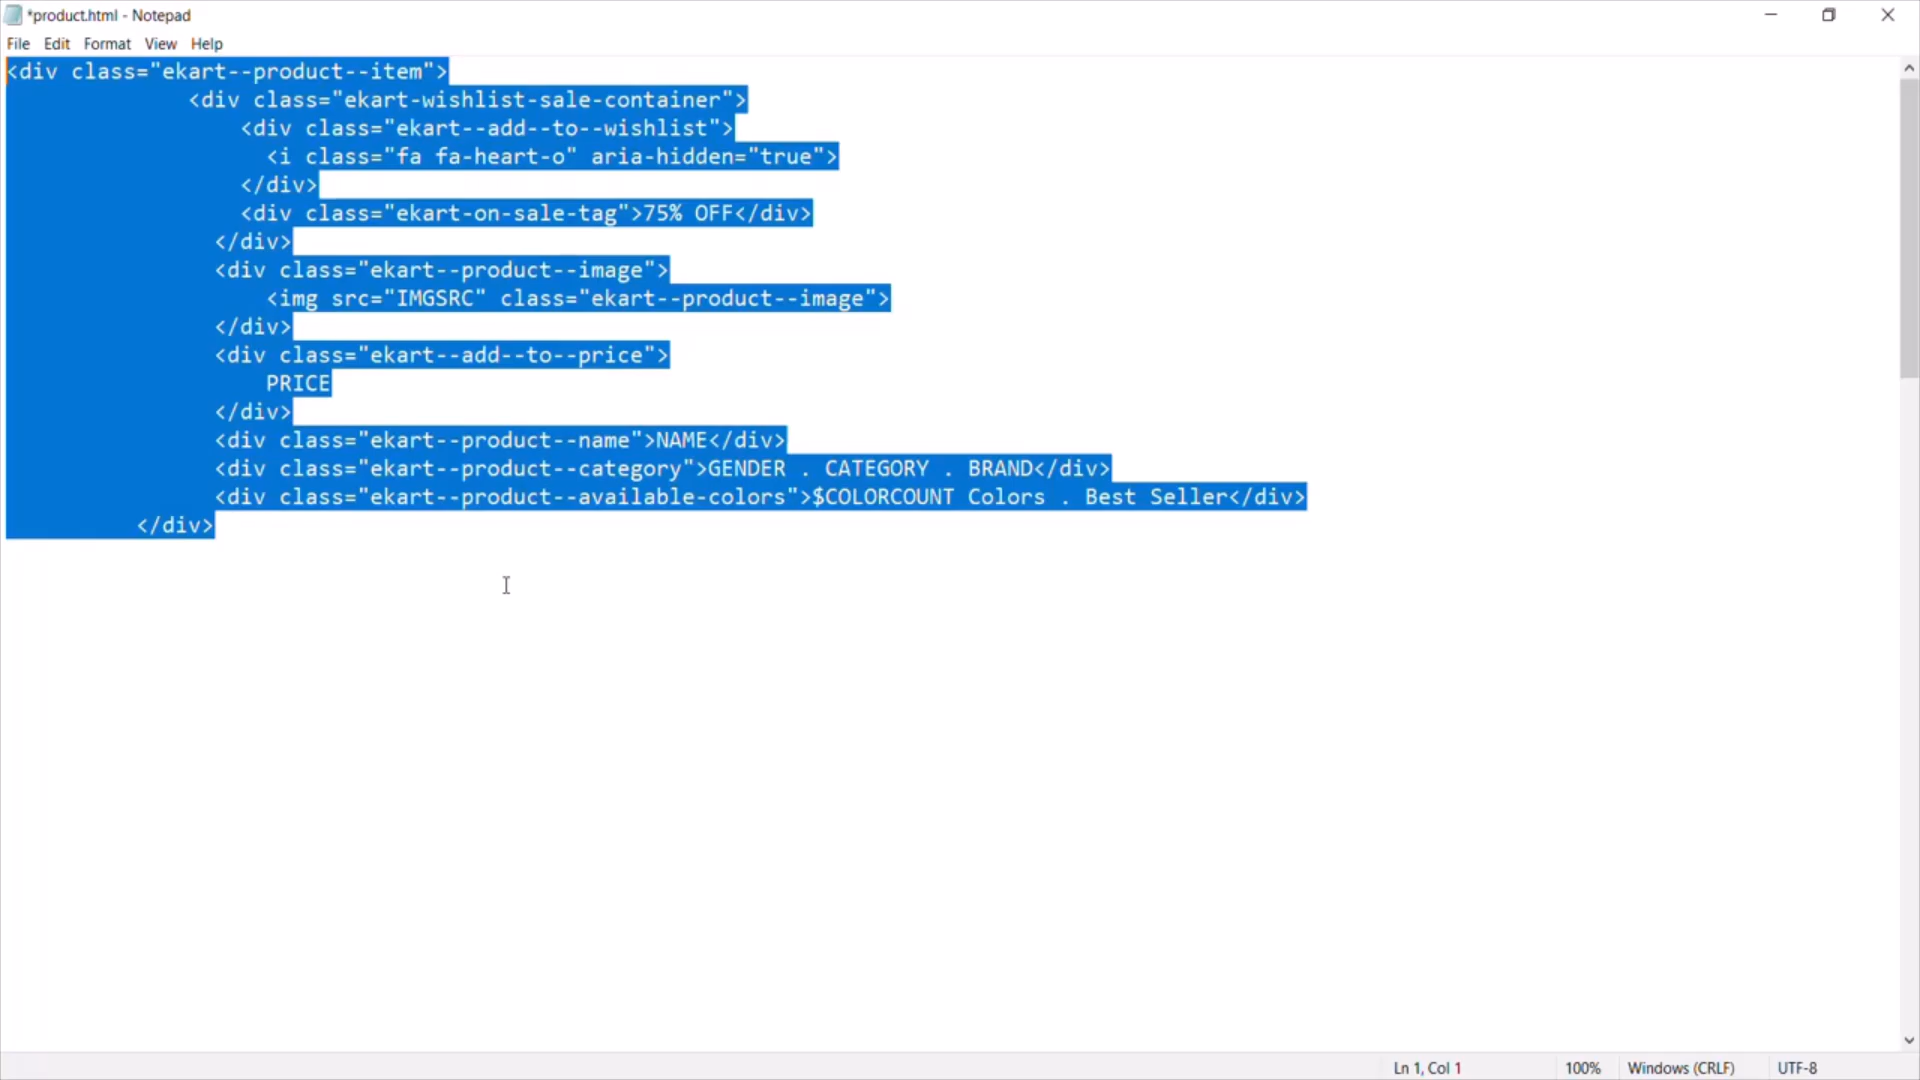 *product.html - Notepad
File Edit Format View Help
<div class="ekart--product--item">
<div class="ekart-wishlist-sale-container">
<div class="ekart--add--to--wishlist">
<i class="fa fa-heart-o" aria-hidden="true">
</div>
<div class="ekart-on-sale-tag">75% OFF</div>
</div>
<div class="ekart--product--image">
<img src="IMGSRC" class="ekart--product--image">
</div>
<div class="ekart--add--to--price">
PRICE
</div>
<div class="ekart--product--name">NAME</div>
<div class="ekart--product--category">GENDER . CATEGORY . BRAND</div>
<div class="ekart--product--available-colors">$COLORCOUNT Colors . Best Seller</div>
</div>
Ln 1, Col 1 100% Windows (CRLF) UTF-8